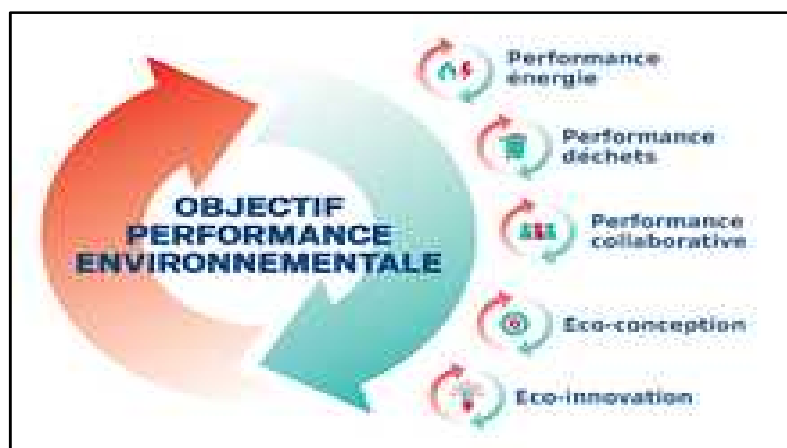 OBJECTIF
PERFORMANCE
ENVIRONNEMENTALE
Performance
énergie
Performance
déchets
Performance
collaborative
Eco-conception
Eco-innovation